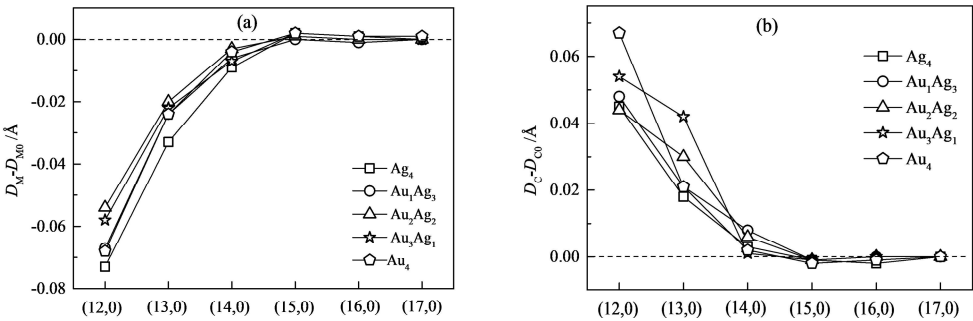 (a)
0.00
-0.02
-0.04
-0.06
-0.08
D_M-D_M0 /Å
Ag₄
Au₁Ag₃
Au₂Ag₂
Au₃Ag₁
Au₄
(12,0) (13,0) (14,0) (15,0) (16,0) (17,0)
(b)
0.06
0.04
0.02
0.00
D_C-D_C0 /Å
Ag₄
Au₁Ag₃
Au₂Ag₂
Au₃Ag₁
Au₄
(12,0) (13,0) (14,0) (15,0) (16,0) (17,0)